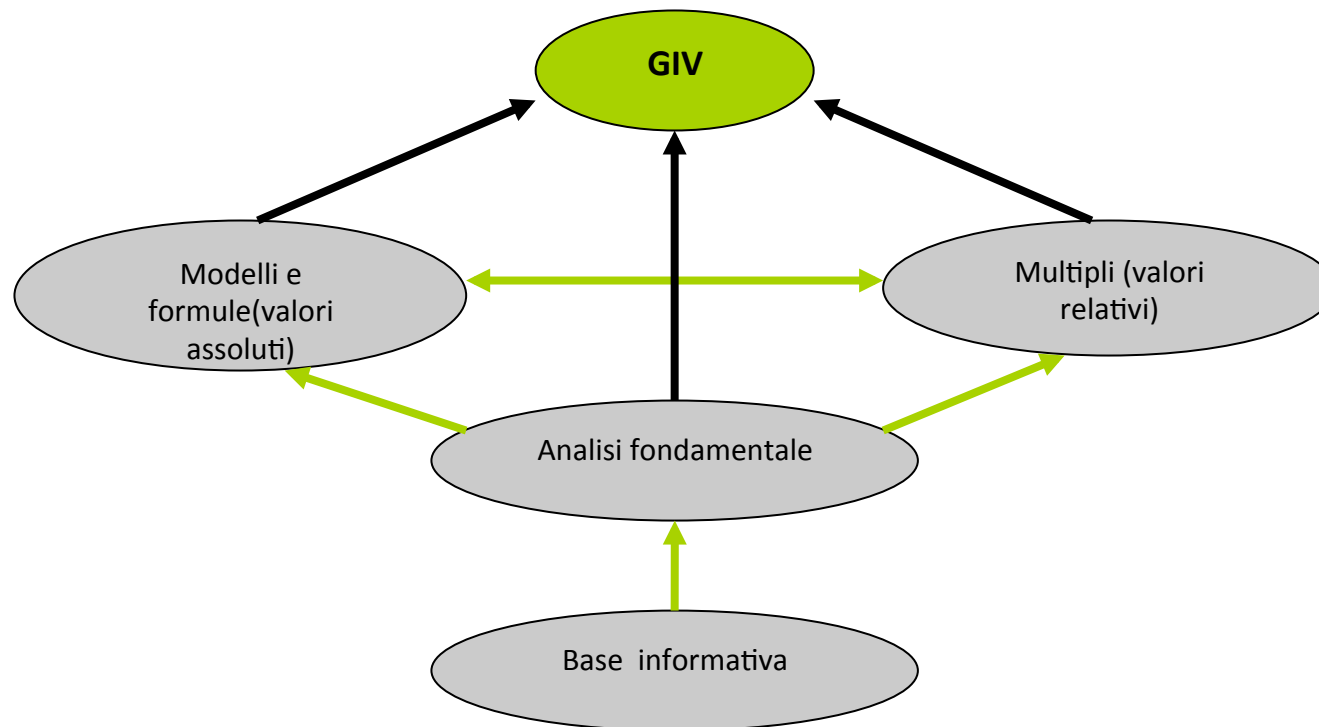 GIV
Modelli e
formule(valori
assoluti)
Multipli (valori
relativi)
Analisi fondamentale
Base  informativa